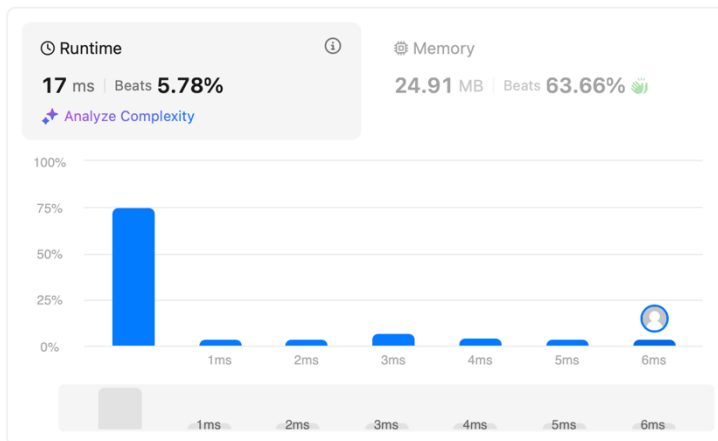 Runtime
17 ms | Beats 5.78%
Analyze Complexity
Memory
24.91 MB | Beats 63.66%
100%
75%
50%
25%
0%
1ms 2ms 3ms 4ms 5ms 6ms
1ms 2ms 3ms 4ms 5ms 6ms